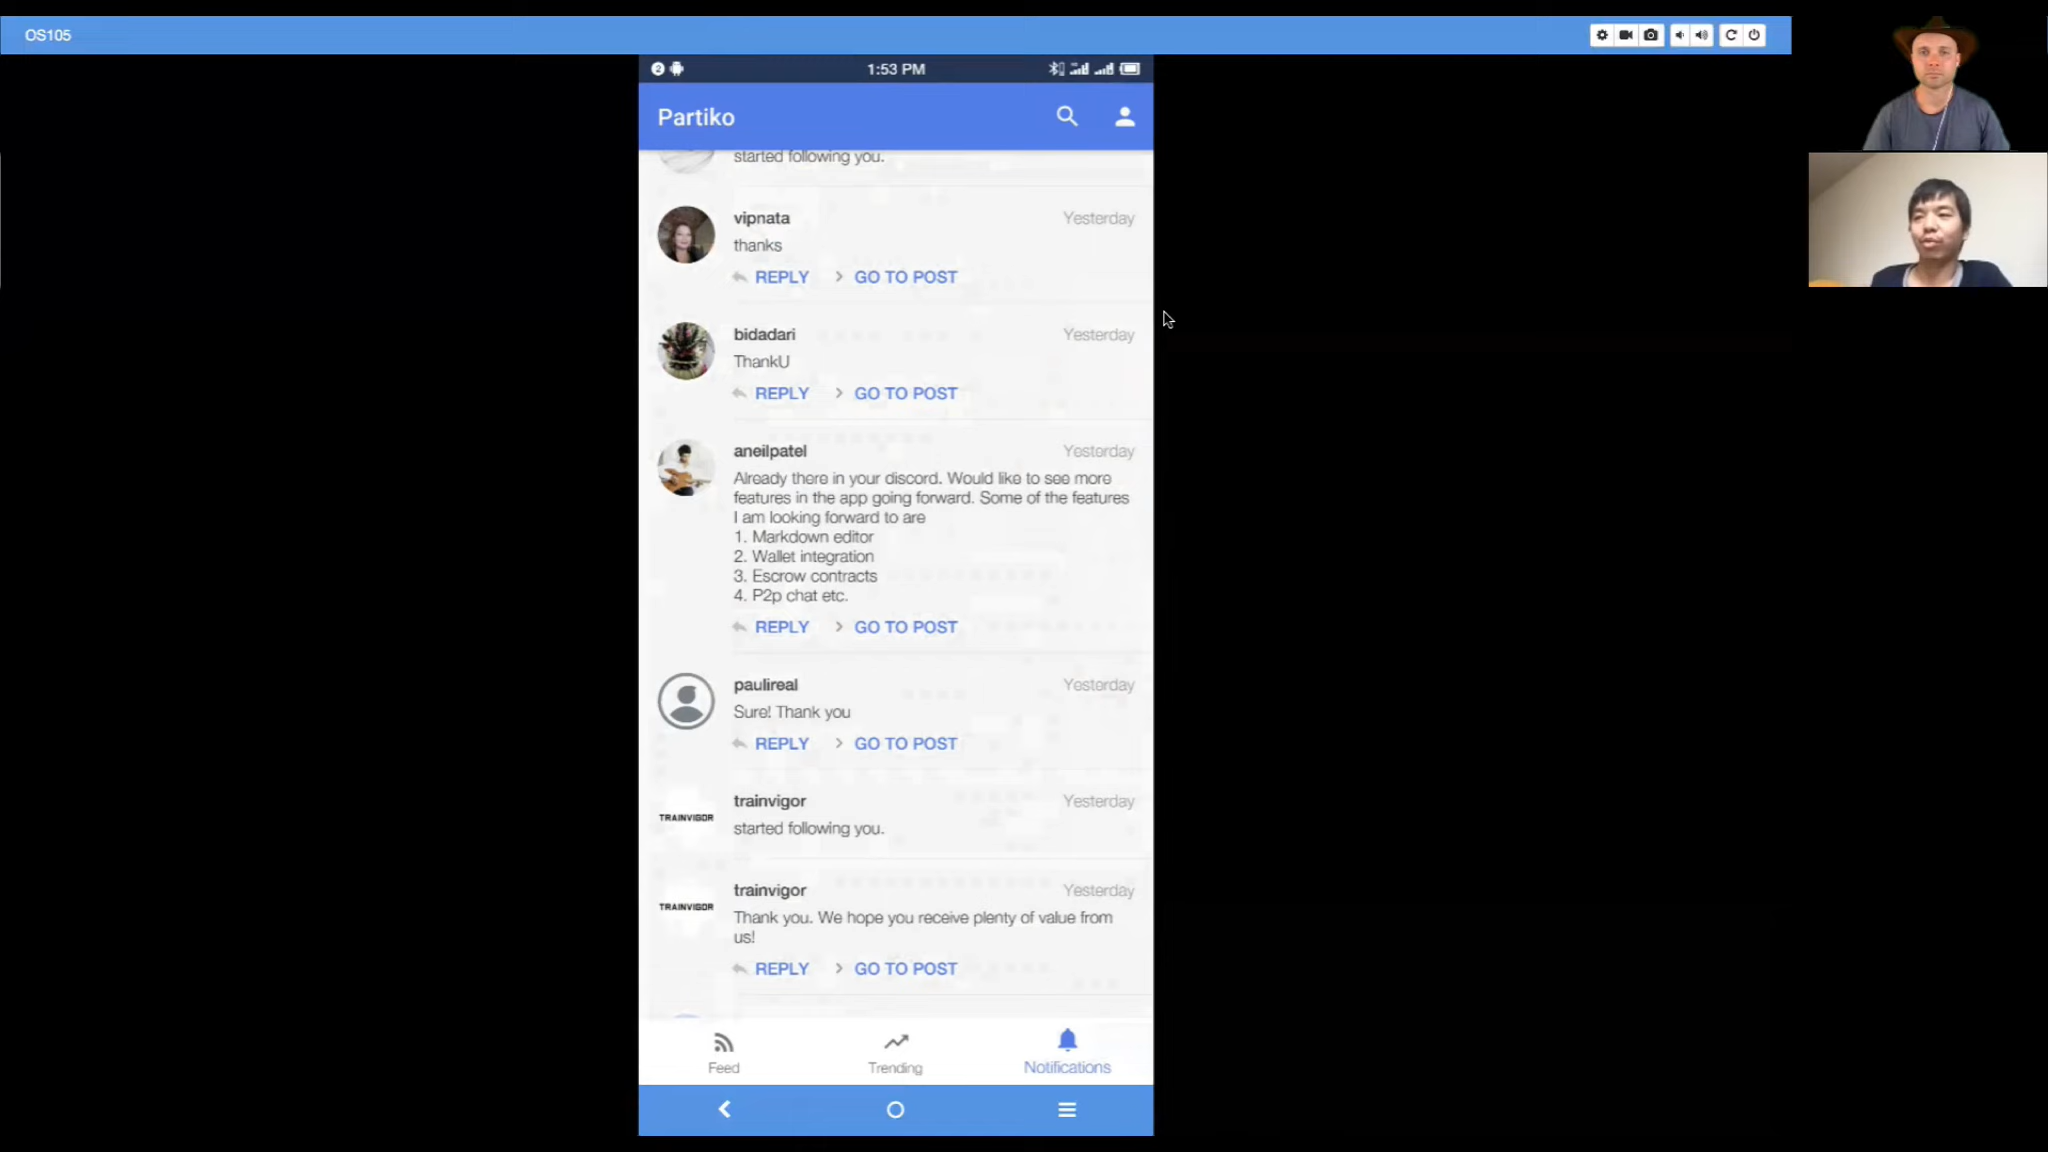 OS105
2
1:53 PM
Partiko
started following you.
vipnata
Yesterday
thanks
REPLY
GO TO POST
bidadari
Yesterday
ThankU
REPLY
GO TO POST
aneilpatel
Yesterday
Already there in your discord. Would like to see more
features in the app going forward. Some of the features
I am looking forward to are
1. Markdown editor
2. Wallet integration
3. Escrow contracts
4. P2p chat etc.
REPLY
GO TO POST
paulireal
Yesterday
Sure! Thank you
REPLY
GO TO POST
TRAINVIGOR
trainvigor
Yesterday
started following you.
TRAINVIGOR
trainvigor
Yesterday
Thank you. We hope you receive plenty of value from
us!
REPLY
GO TO POST
Feed
Trending
Notifications